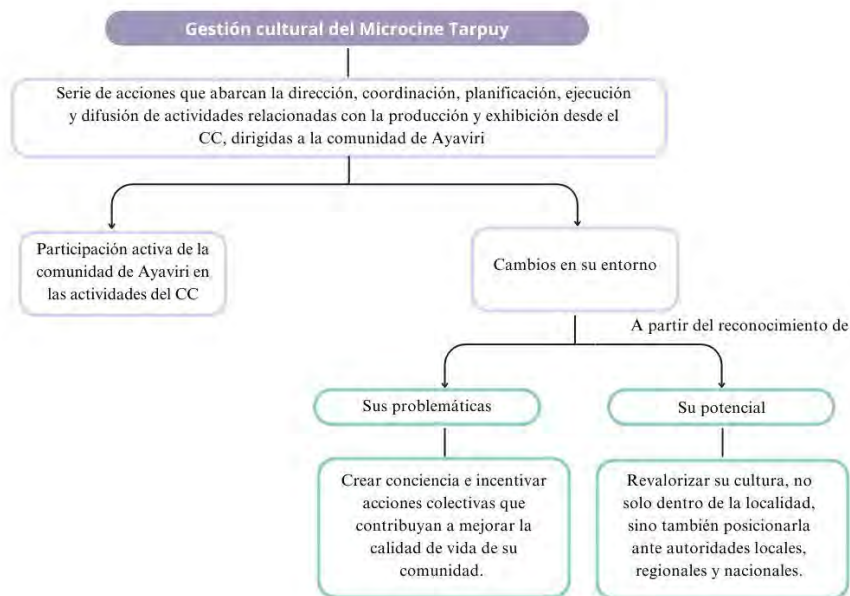 Gestión cultural del Microcine Tarpuy
Serie de acciones que abarcan la dirección, coordinación, planificación, ejecución
y difusión de actividades relacionadas con la producción y exhibición desde el
CC, dirigidas a la comunidad de Ayaviri
Participación activa de la
comunidad de Ayaviri en
las actividades del CC
Cambios en su entorno
A partir del reconocimiento de
Sus problemáticas
Su potencial
Crear conciencia e incentivar
acciones colectivas que
contribuyan a mejorar la
calidad de vida de su
comunidad.
Revalorizar su cultura, no
solo dentro de la localidad,
sino también posicionarla
ante autoridades locales,
regionales y nacionales.